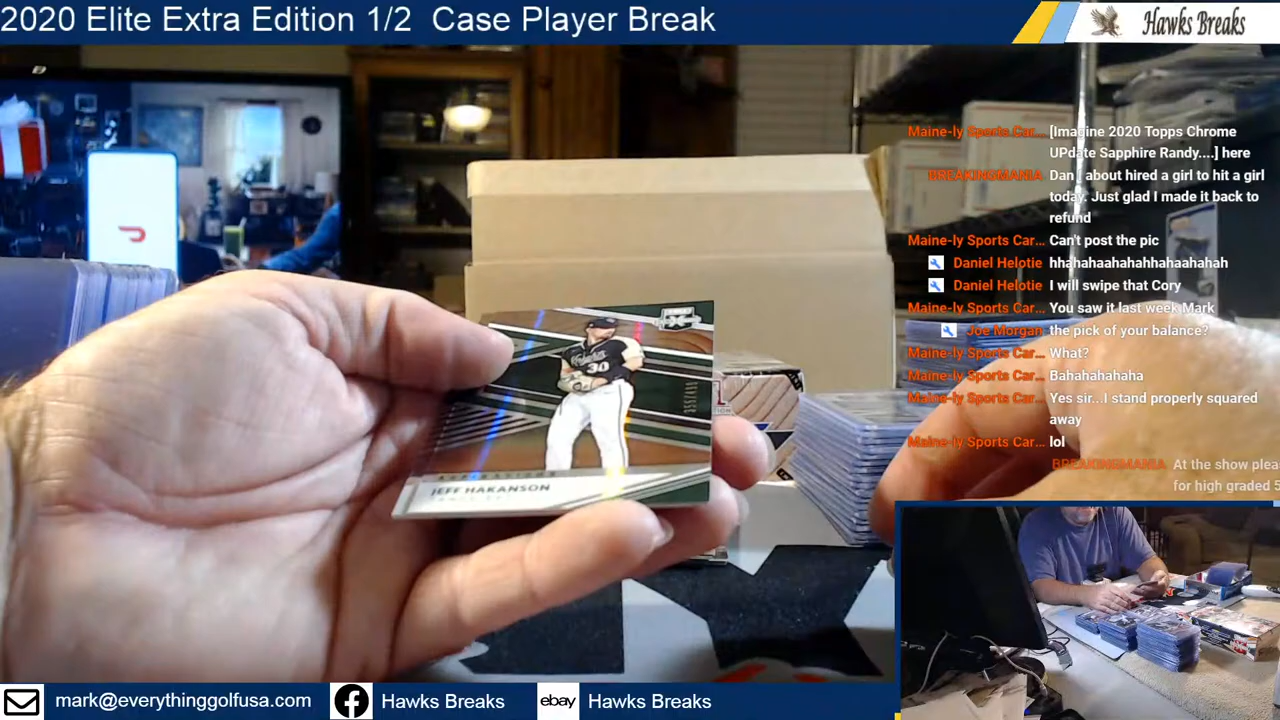 2020 Elite Extra Edition 1/2 Case Player Break
Hawks Breaks
Maine-ly Sports Car... [Imagine 2020 Topps Chrome
UPdate Sapphire Randy....] here
BREAKINGMANIA Dan I about hired a girl to hit a girl
today. Just glad I made it back to
refund
Maine-ly Sports Car... Can't post the pic
Daniel Helotie hhahahaahahahhahaahahah
Daniel Helotie I will swipe that Cory
Maine-ly Sports Car... You saw it last week Mark
Joe Morgan the pick of your balance?
Maine-ly Sports Car... What?
Maine-ly Sports Car... Bahahahahaha
Maine-ly Sports Car... Yes sir...I stand properly squared
away
Maine-ly Sports Car... lol
BREAKINGMANIA At the show plea
for high graded 5
30
JEFF HAKANSON
mark@everythinggolfusa.com
Hawks Breaks
ebay
Hawks Breaks